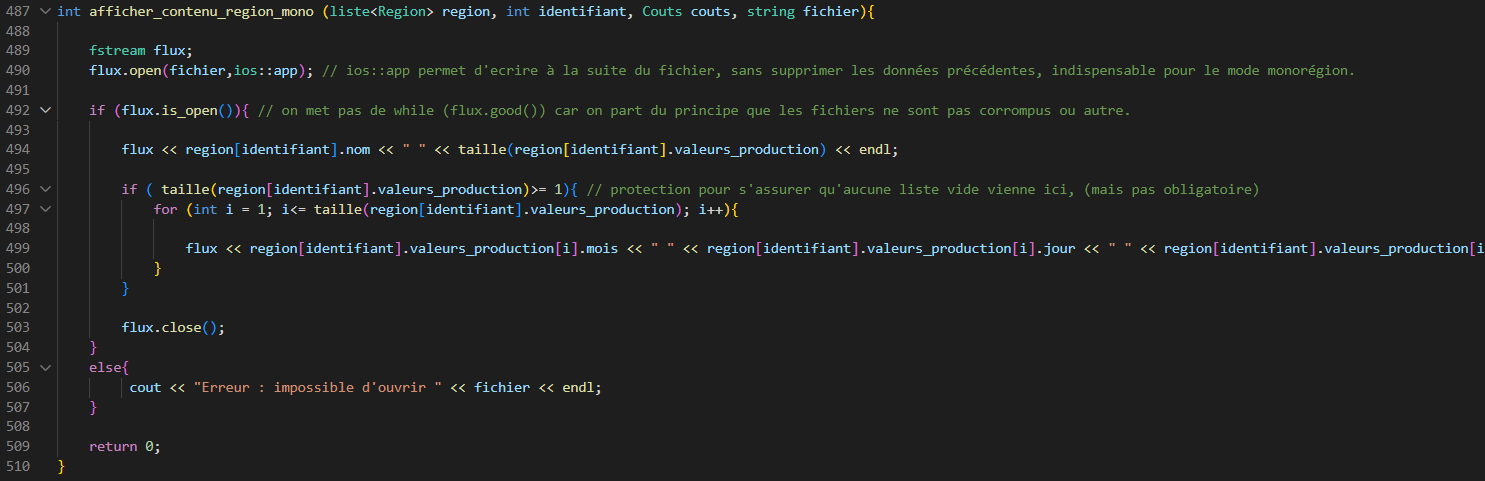 487 int afficher_contenu_region_mono (liste<Region> region, int identifiant, Couts couts, string fichier){
488
489 fstream flux;
490 flux.open(fichier,ios::app); // ios::app permet d'ecrire à la suite du fichier, sans supprimer les données précédentes, indispensable pour le mode monorégion.
491
492 if (flux.is_open()){ // on met pas de while (flux.good()) car on part du principe que les fichiers ne sont pas corrompus ou autre.
493
494 flux << region[identifiant].nom << " " << taille(region[identifiant].valeurs_production) << endl;
495
496 if ( taille(region[identifiant].valeurs_production)>= 1){ // protection pour s'assurer qu'aucune liste vide vienne ici, (mais pas obligatoire)
497 for (int i = 1; i<= taille(region[identifiant].valeurs_production); i++){
498
499 flux << region[identifiant].valeurs_production[i].mois << " " << region[identifiant].valeurs_production[i].jour << " " << region[identifiant].valeurs_production[i
500 }
501 }
502
503 flux.close();
504 }
505 else{
506 cout << "Erreur : impossible d'ouvrir " << fichier << endl;
507 }
508
509 return 0;
510 }